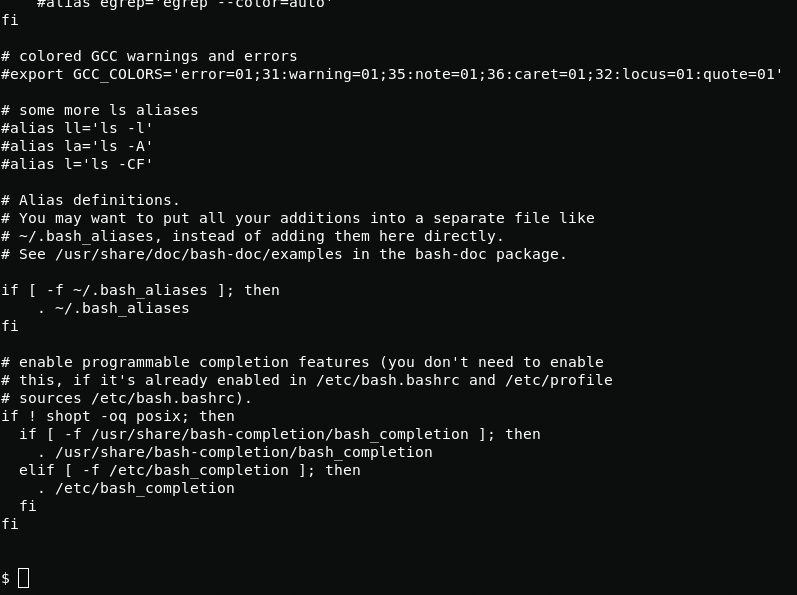 #alias egrep='egrep --color=auto'
fi

# colored GCC warnings and errors
#export GCC_COLORS='error=01;31:warning=01;35:note=01;36:caret=01;32:locus=01:quote=01'

# some more ls aliases
#alias ll='ls -l'
#alias la='ls -A'
#alias l='ls -CF'

# Alias definitions.
# You may want to put all your additions into a separate file like
# ~/.bash_aliases, instead of adding them here directly.
# See /usr/share/doc/bash-doc/examples in the bash-doc package.

if [ -f ~/.bash_aliases ]; then
    . ~/.bash_aliases
fi

# enable programmable completion features (you don't need to enable
# this, if it's already enabled in /etc/bash.bashrc and /etc/profile
# sources /etc/bash.bashrc).
if ! shopt -oq posix; then
  if [ -f /usr/share/bash-completion/bash_completion ]; then
    . /usr/share/bash-completion/bash_completion
  elif [ -f /etc/bash_completion ]; then
    . /etc/bash_completion
  fi
fi

$